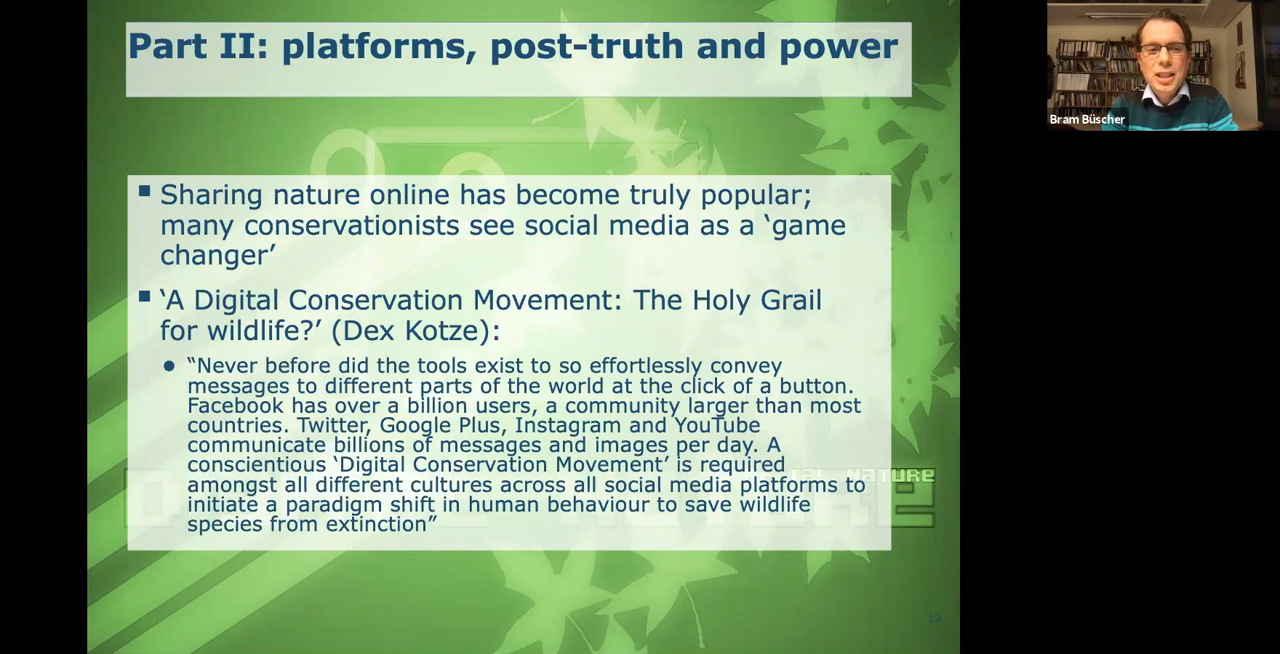 Part II: platforms, post-truth and power
Bram Büscher
Sharing nature online has become truly popular;
many conservationists see social media as a ‘game
changer’
‘A Digital Conservation Movement: The Holy Grail
for wildlife?’ (Dex Kotze):
“Never before did the tools exist to so effortlessly convey
messages to different parts of the world at the click of a button.
Facebook has over a billion users, a community larger than most
countries. Twitter, Google Plus, Instagram and YouTube
communicate billions of messages and images per day. A
conscientious ‘Digital Conservation Movement’ is required
amongst all different cultures across all social media platforms to
initiate a paradigm shift in human behaviour to save wildlife
species from extinction”
NATURE
12